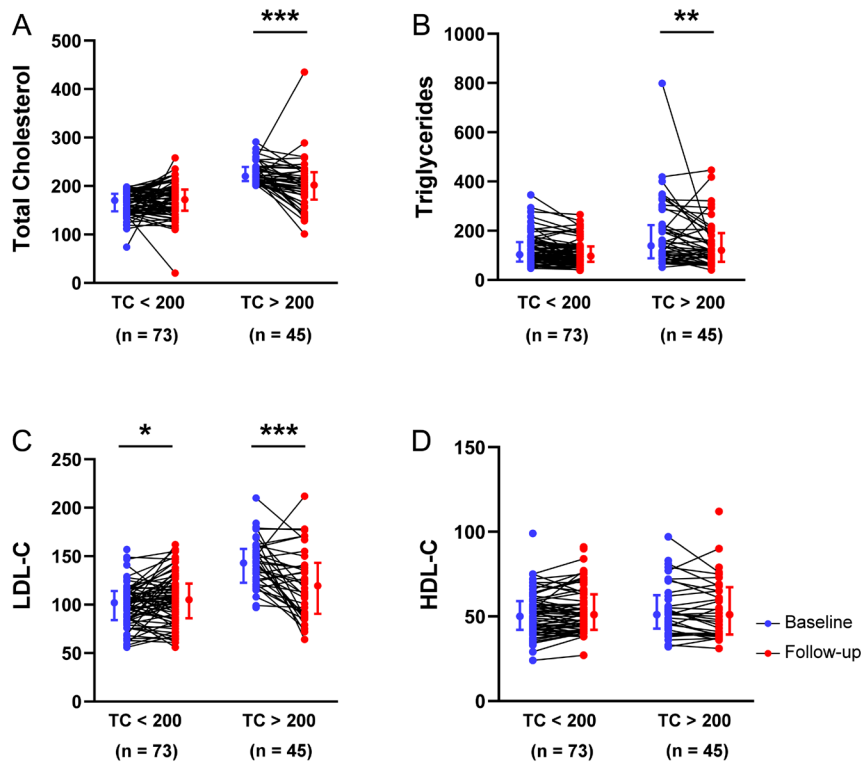 A
***
Total Cholesterol
500
400
300
200
100
0
TC < 200
TC > 200
(n = 73)
(n = 45)
B
**
Triglycerides
1000
800
600
400
200
0
TC < 200
TC > 200
(n = 73)
(n = 45)
C
*
***
LDL-C
250
200
150
100
50
0
TC < 200
TC > 200
(n = 73)
(n = 45)
D
HDL-C
150
100
50
0
TC < 200
TC > 200
(n = 73)
(n = 45)
Baseline
Follow-up